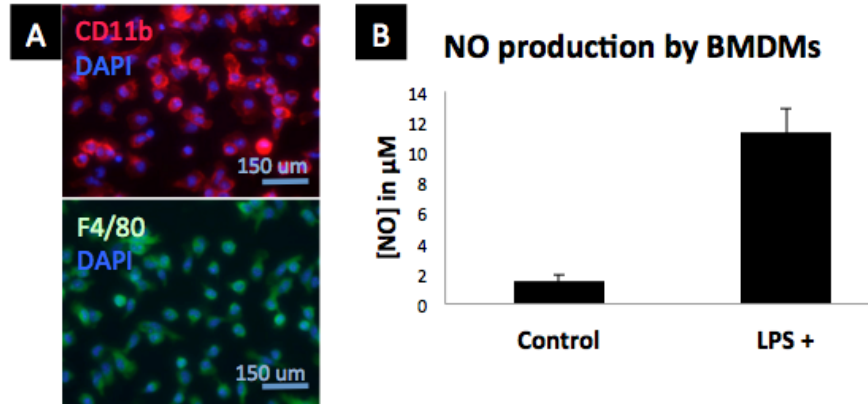 A
CD11b
DAPI
150 um
F4/80
DAPI
150 um
B
NO production by BMDMs
[NO] in µM
14
12
10
8
6
4
2
0
Control
LPS +